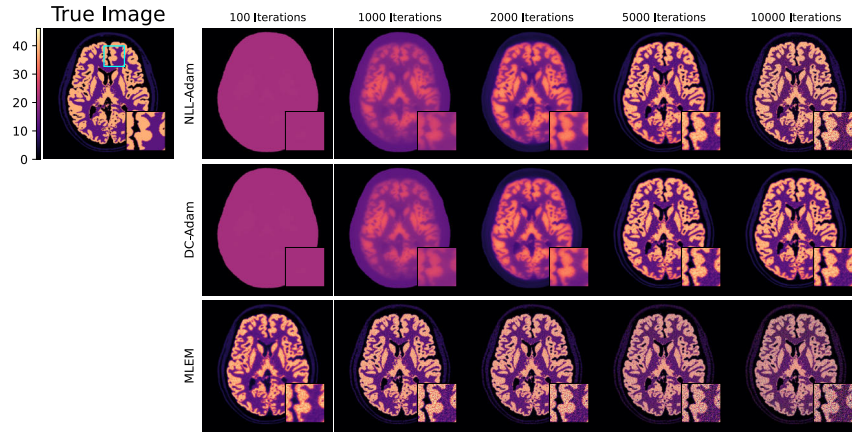 True Image
100 Iterations
1000 Iterations
2000 Iterations
5000 Iterations
10000 Iterations
40
30
20
10
0
NLL-Adam
DC-Adam
MLEM